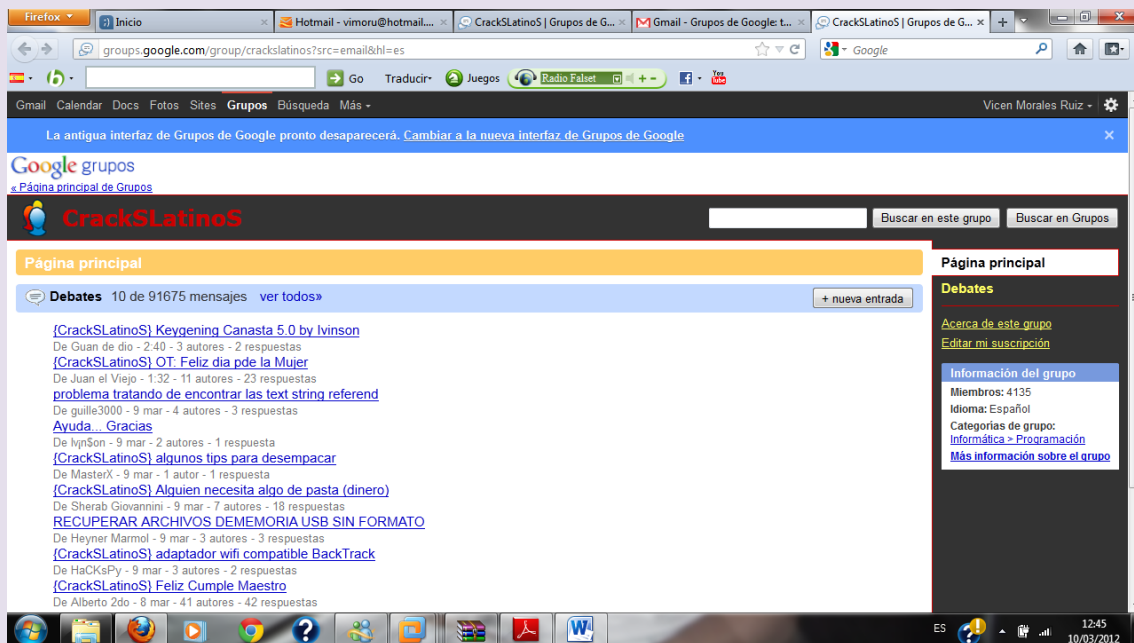 Firefox
Inicio
Hotmail - vimoru@hotmail....
CrackSLatinoS | Grupos de G...
Gmail - Grupos de Google: t...
CrackSLatinoS | Grupos de G...
groups.google.com/group/crackslatinos?src=email&hl=es
Google
Go
Traducir
Juegos
Radio Falset
You
Tube
Gmail Calendar Docs Fotos Sites Grupos Búsqueda Más
Vicen Morales Ruiz
La antigua interfaz de Grupos de Google pronto desaparecerá. Cambiar a la nueva interfaz de Grupos de Google
Google grupos
« Página principal de Grupos
CrackSLatinoS
Buscar en este grupo
Buscar en Grupos
Página principal
Debates 10 de 91675 mensajes ver todos»
+ nueva entrada
{CrackSLatinoS} Keygening Canasta 5.0 by Ivinson
De Guan de dio - 2:40 - 3 autores - 2 respuestas
{CrackSLatinoS} OT: Feliz dia pde la Mujer
De Juan el Viejo - 1:32 - 11 autores - 23 respuestas
problema tratando de encontrar las text string referend
De guille3000 - 9 mar - 4 autores - 3 respuestas
Ayuda... Gracias
De Ivjn$on - 9 mar - 2 autores - 1 respuesta
{CrackSLatinoS} algunos tips para desempacar
De MasterX - 9 mar - 1 autor - 1 respuesta
{CrackSLatinoS} Alguien necesita algo de pasta (dinero)
De Sherab Giovannini - 9 mar - 7 autores - 18 respuestas
RECUPERAR ARCHIVOS DEMEMORIA USB SIN FORMATO
De Heyner Marmol - 9 mar - 3 autores - 3 respuestas
{CrackSLatinoS} adaptador wifi compatible BackTrack
De HaCKsPy - 9 mar - 3 autores - 2 respuestas
{CrackSLatinoS} Feliz Cumple Maestro
De Alberto 2do - 8 mar - 41 autores - 42 respuestas
Página principal
Debates
Acerca de este grupo
Editar mi suscripción
Información del grupo
Miembros: 4135
Idioma: Español
Categorías de grupo:
Informática > Programación
Más información sobre el grupo
ES
12:45
10/03/2012